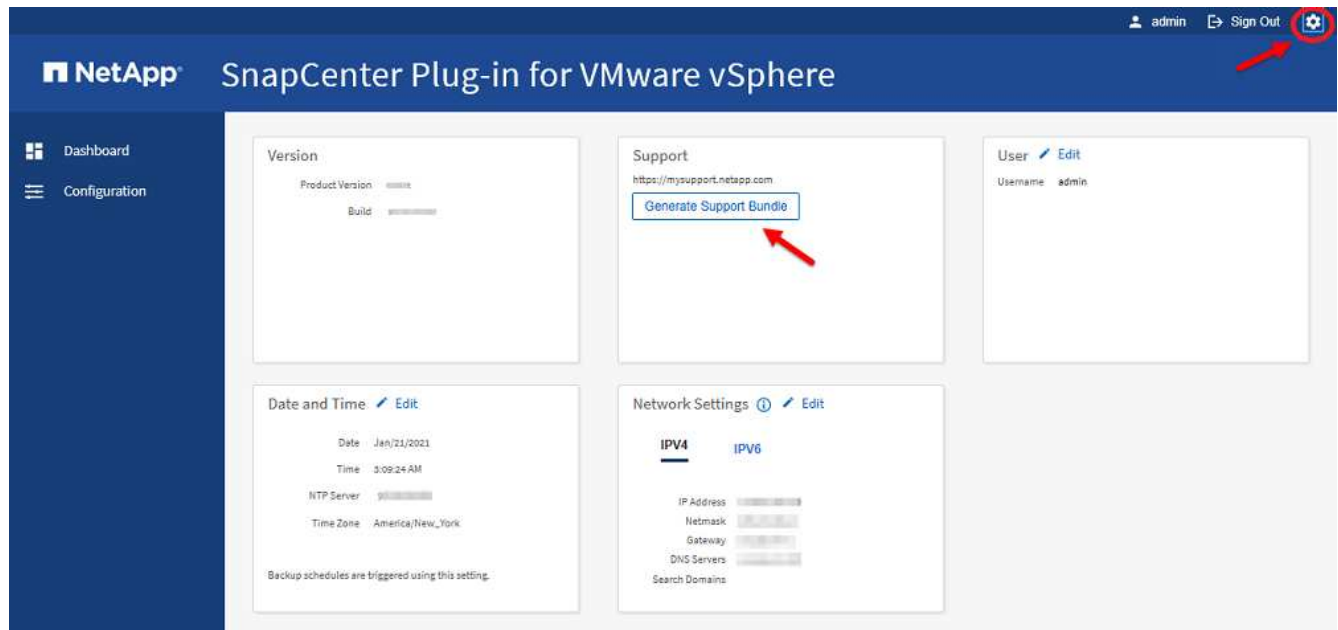 admin Sign Out
NetApp SnapCenter Plug-in for VMware vSphere
Dashboard
Configuration
Version
Product Version
Build
Support
https://mysupport.netapp.com
Generate Support Bundle
User Edit
Username admin
Date and Time Edit
Date Jan/21/2021
Time 3:09:24 AM
NTP Server
Time Zone America/New_York
Backup schedules are triggered using this setting.
Network Settings Edit
IPV4 IPV6
IP Address
Netmask
Gateway
DNS Servers
Search Domains